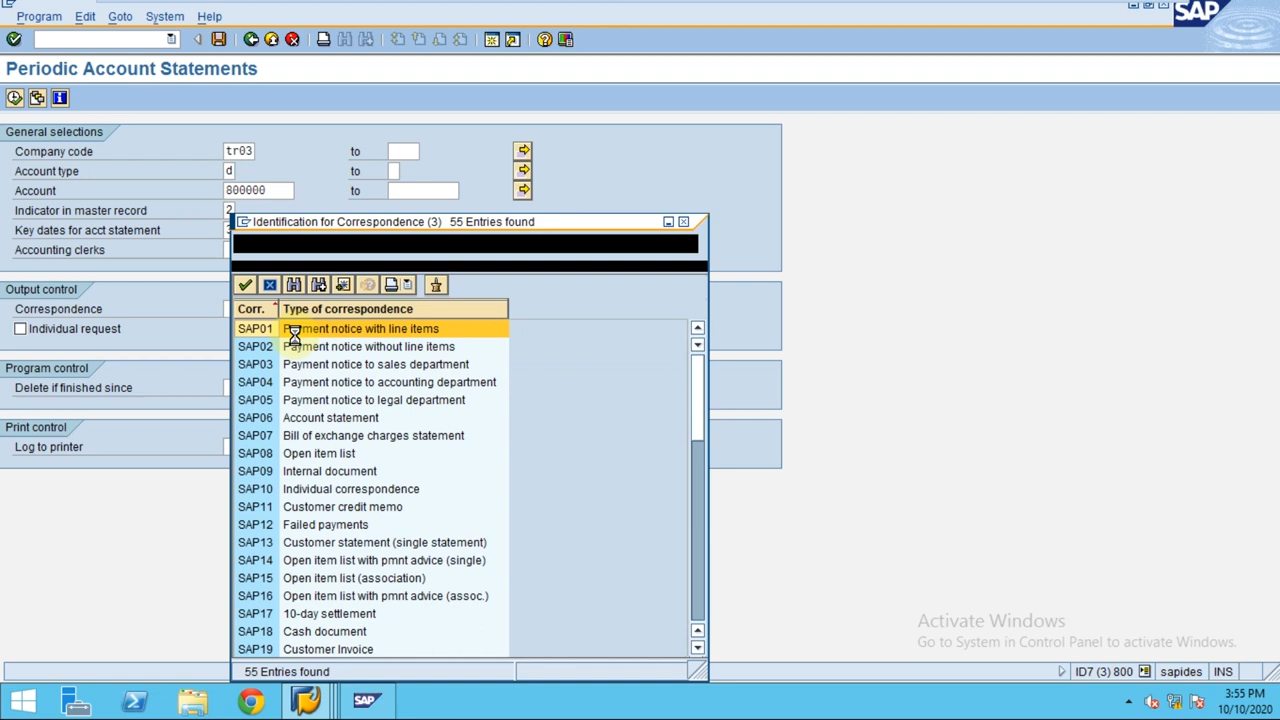 Program Edit Goto System Help
SAP
Periodic Account Statements
General selections
Company code tr03 to
Account type d to
Account 800000 to
Indicator in master record 2
Key dates for acct statement
Accounting clerks
Output control
Correspondence
Individual request
Program control
Delete if finished since
Print control
Log to printer
Identification for Correspondence (3) 55 Entries found
Corr. Type of correspondence
SAP01 Payment notice with line items
SAP02 Payment notice without line items
SAP03 Payment notice to sales department
SAP04 Payment notice to accounting department
SAP05 Payment notice to legal department
SAP06 Account statement
SAP07 Bill of exchange charges statement
SAP08 Open item list
SAP09 Internal document
SAP10 Individual correspondence
SAP11 Customer credit memo
SAP12 Failed payments
SAP13 Customer statement (single statement)
SAP14 Open item list with pmnt advice (single)
SAP15 Open item list (association)
SAP16 Open item list with pmnt advice (assoc.)
SAP17 10-day settlement
SAP18 Cash document
SAP19 Customer Invoice
55 Entries found
Activate Windows
Go to System in Control Panel to activate Windows.
ID7 (3) 800 sapides INS
SAP
3:55 PM
10/10/2020